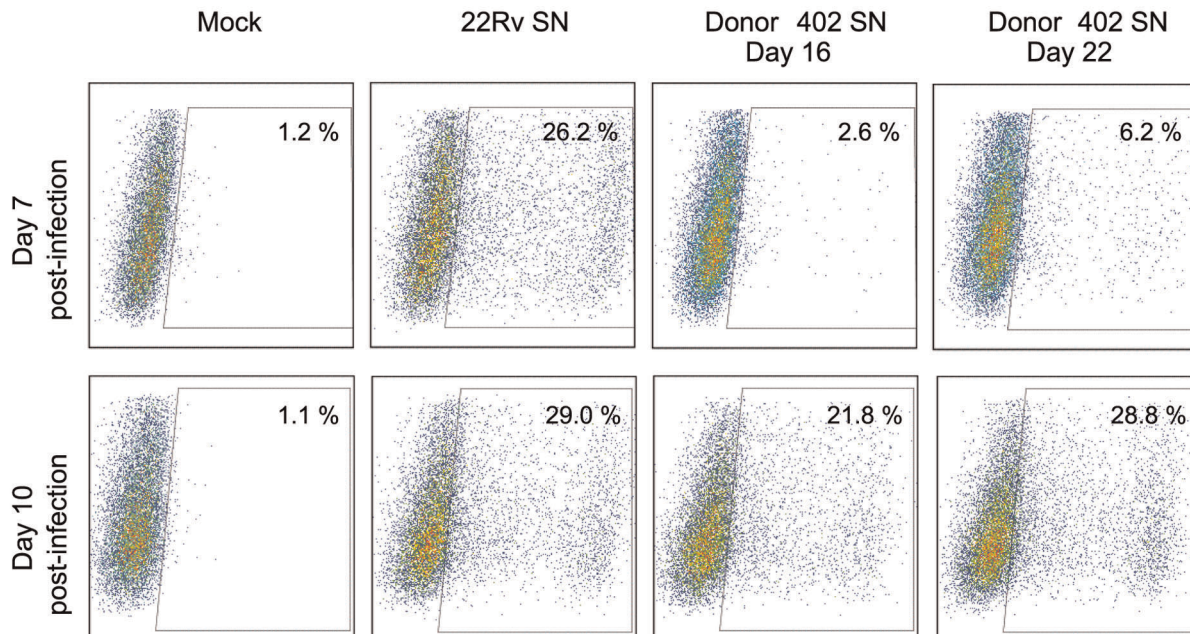 Mock
22Rv SN
Donor 402 SN
Day 16
Donor 402 SN
Day 22
Day 7
post-infection
1.2 %
26.2 %
2.6 %
6.2 %
Day 10
post-infection
1.1 %
29.0 %
21.8 %
28.8 %